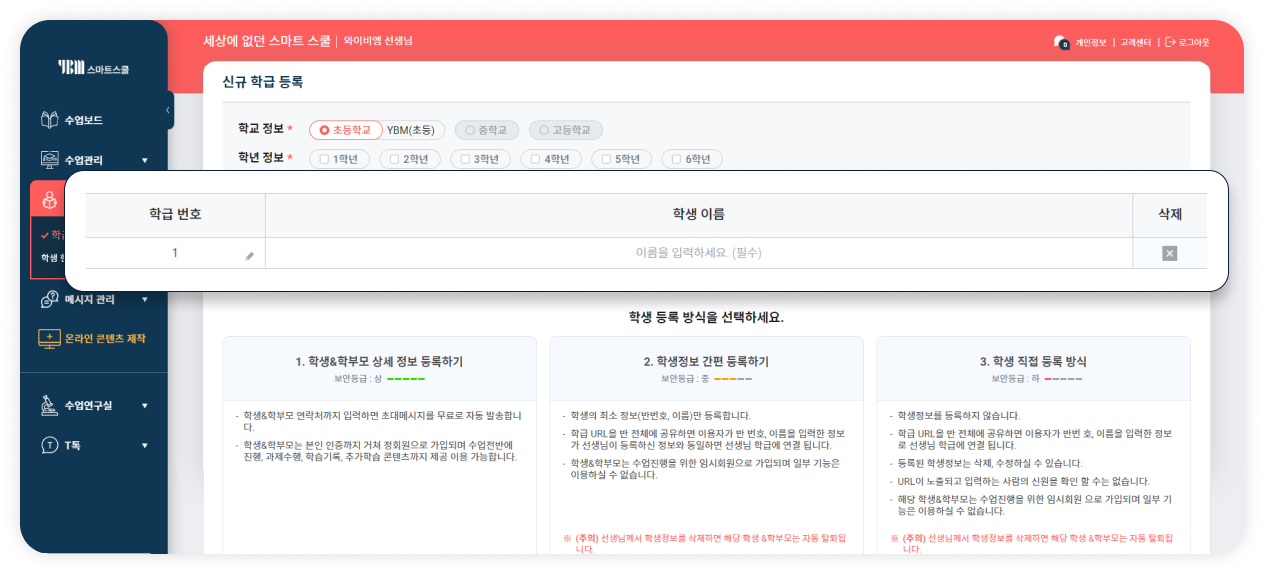 세상에 없던 스마트 스쿨 | 와이비엠 선생님
0 개인정보 | 고객센터 | 로그아웃
YBM 스마트스쿨
수업보드
수업관리
메시지 관리
온라인 콘텐츠 제작
수업연구실
T톡
신규 학급 등록
학교 정보 *
초등학교 YBM(초등) 중학교 고등학교
학년 정보 *
1학년 2학년 3학년 4학년 5학년 6학년
학급 번호 학생 이름 삭제
1 이름을 입력하세요. (필수)
학생 등록 방식을 선택하세요.
1. 학생&학부모 상세 정보 등록하기
보안등급 : 상
- 학생&학부모 연락처까지 입력하면 초대메시지를 무료로 자동 발송합니
다.
- 학생&학부모는 본인 인증까지 거쳐 정회원으로 가입되며 수업전반에
진행, 과제수행, 학습기록, 추가학습 콘텐츠까지 제공 이용 가능합니다.
2. 학생정보 간편 등록하기
보안등급 : 중
- 학생의 최소 정보(반번호, 이름)만 등록합니다.
- 학급 URL을 반 전체에 공유하면 이용자가 반 번호, 이름을 입력한 정보
가 선생님이 등록하신 정보와 동일하면 선생님 학급에 연결 됩니다.
- 학생&학부모는 수업진행을 위한 임시회원으로 가입되며 일부 기능은
이용하실 수 없습니다.
※ (주의) 선생님께서 학생정보를 삭제하면 해당 학생 &학부모는 자동 탈퇴됩
니다.
3. 학생 직접 등록 방식
보안등급 : 하
- 학생정보를 등록하지 않습니다.
- 학급 URL을 반 전체에 공유하면 이용자가 반번 호, 이름을 입력한 정보
로 선생님 학급에 연결 됩니다.
- 등록된 학생정보는 삭제, 수정하실 수 있습니다.
- URL이 노출되고 입력하는 사람의 신원을 확인 할 수는 없습니다.
- 해당 학생&학부모는 수업진행을 위한 임시회원 으로 가입되며 일부 기
능은 이용하실 수 없습니다.
※ (주의) 선생님께서 학생정보를 삭제하면 해당 학생 &학부모는 자동 탈퇴됩
니다.